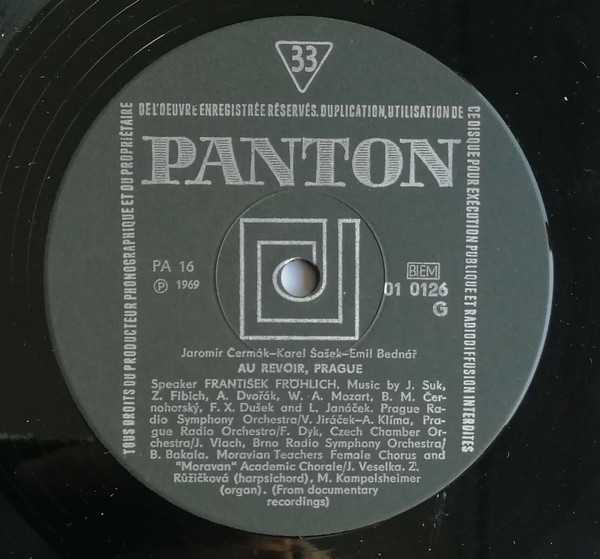 33
TOUS DROITS DU PRODUCTEUR PHONOGRAPHIQUE ET DU PROPRIÉTAIRE
DE L'OEUVRE ENREGISTRÉE RÉSERVÉS. DUPLICATION, UTILISATION DE
CE DISQUE POUR EXÉCUTION PUBLIQUE ET RADIODIFFUSION INTERDITES
PANTON
PA 16
Ⓟ 1969
BIEM
01 0126
G
Jaromír Čermák–Karel Šašek–Emil Bednář
AU REVOIR, PRAGUE
Speaker FRANTIŠEK FRÖHLICH. Music by J. Suk,
Z. Fibich, A. Dvořák, W. A. Mozart, B. M. Čer-
nohorský, F. X. Dušek and L. Janáček. Prague Ra-
dio Symphony Orchestra/V. Jiráček–A. Klíma, Pra-
gue Radio Orchestra/F. Dyk, Czech Chamber Or-
chestra/J. Vlach, Brno Radio Symphony Orchestra/
B. Bakala. Moravian Teachers Female Chorus and
"Moravan" Academic Chorale/J. Veselka. Z.
Růžičková (harpsichord), M. Kampelsheimer
(organ). (From documentary
recordings)